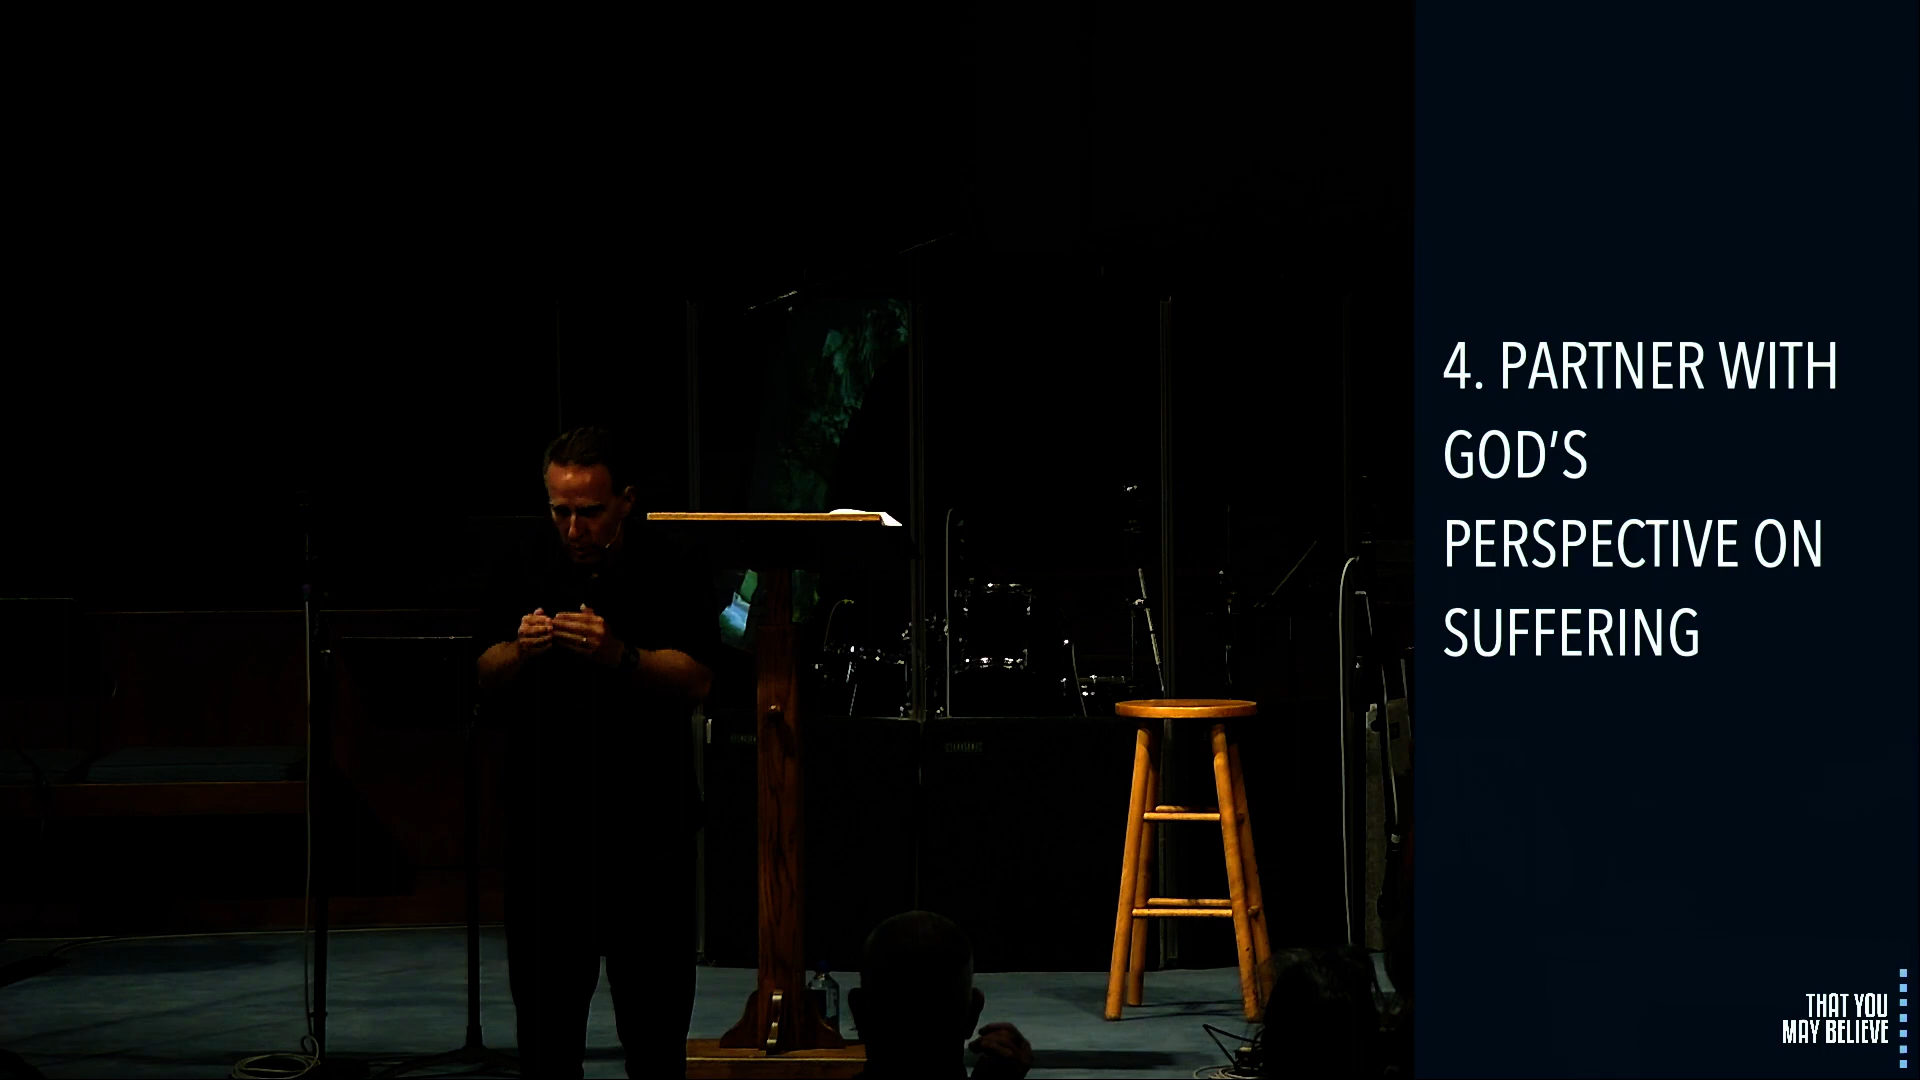 4. PARTNER WITH
GOD'S
PERSPECTIVE ON
SUFFERING
THAT YOU
MAY BELIEVE